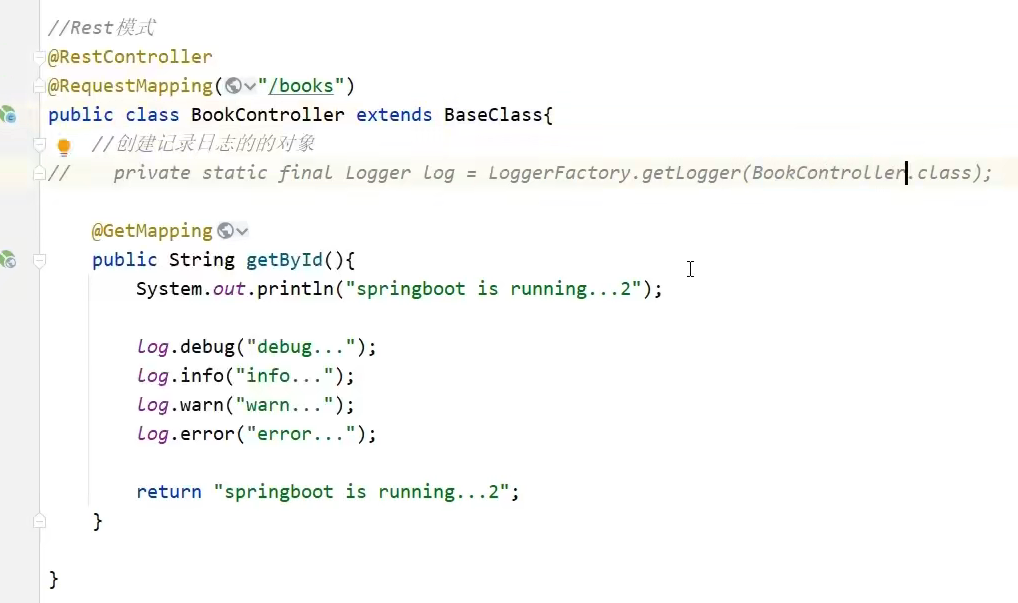 //Rest模式
@RestController
@RequestMapping("/books")
public class BookController extends BaseClass{
//创建记录日志的的对象
//    private static final Logger log = LoggerFactory.getLogger(BookController.class);
@GetMapping
public String getById(){
System.out.println("springboot is running...2");
log.debug("debug...");
log.info("info...");
log.warn("warn...");
log.error("error...");
return "springboot is running...2";
}
}